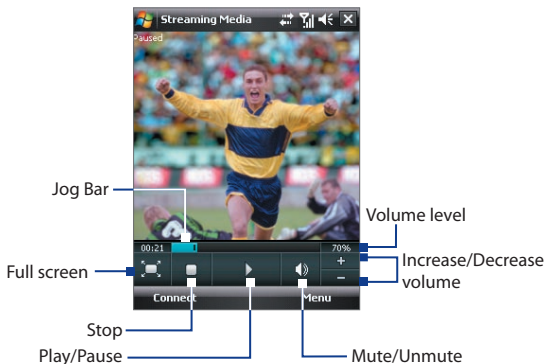 Streaming Media
Paused
Jog Bar
Volume level
00:21
70%
Full screen
+
Increase/Decrease
volume
−
Connect
Menu
Stop
Play/Pause
Mute/Unmute